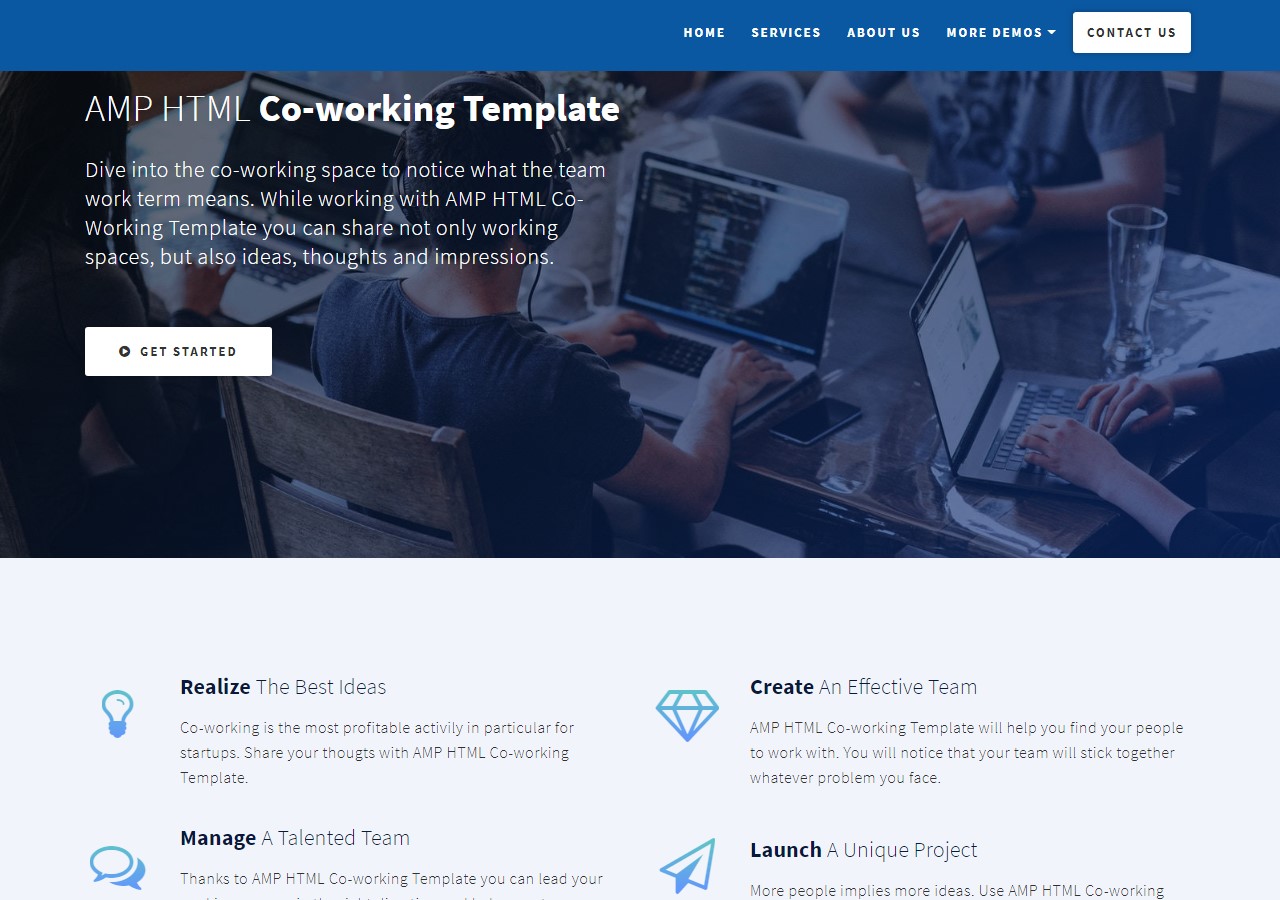 HOME SERVICES ABOUT US MORE DEMOS CONTACT US
AMP HTML Co-working Template
Dive into the co-working space to notice what the team
work term means. While working with AMP HTML Co-
Working Template you can share not only working
spaces, but also ideas, thoughts and impressions.
GET STARTED
Realize The Best Ideas
Co-working is the most profitable activily in particular for
startups. Share your thougts with AMP HTML Co-working
Template.
Create An Effective Team
AMP HTML Co-working Template will help you find your people
to work with. You will notice that your team will stick together
whatever problem you face.
Manage A Talented Team
Thanks to AMP HTML Co-working Template you can lead your
Launch A Unique Project
More people implies more ideas. Use AMP HTML Co-working